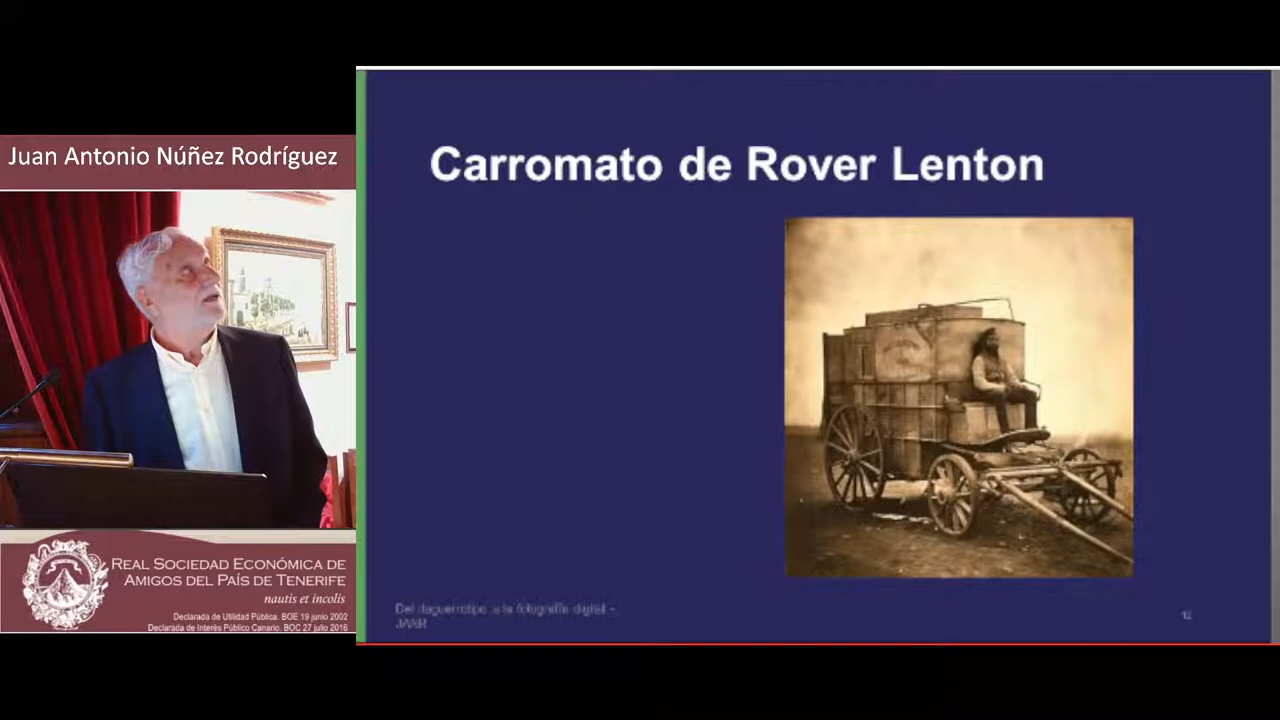 Juan Antonio Núñez Rodríguez
Carromato de Rover Lenton
REAL SOCIEDAD ECONÓMICA DE
AMIGOS DEL PAÍS DE TENERIFE
nautis et incolis
Declarada de Utilidad Pública. BOE 19 junio 2002
Declarada de Interés Público Canario. BOC 27 julio 2016
Del daguerrotipo a la fotografía digital -
JANR